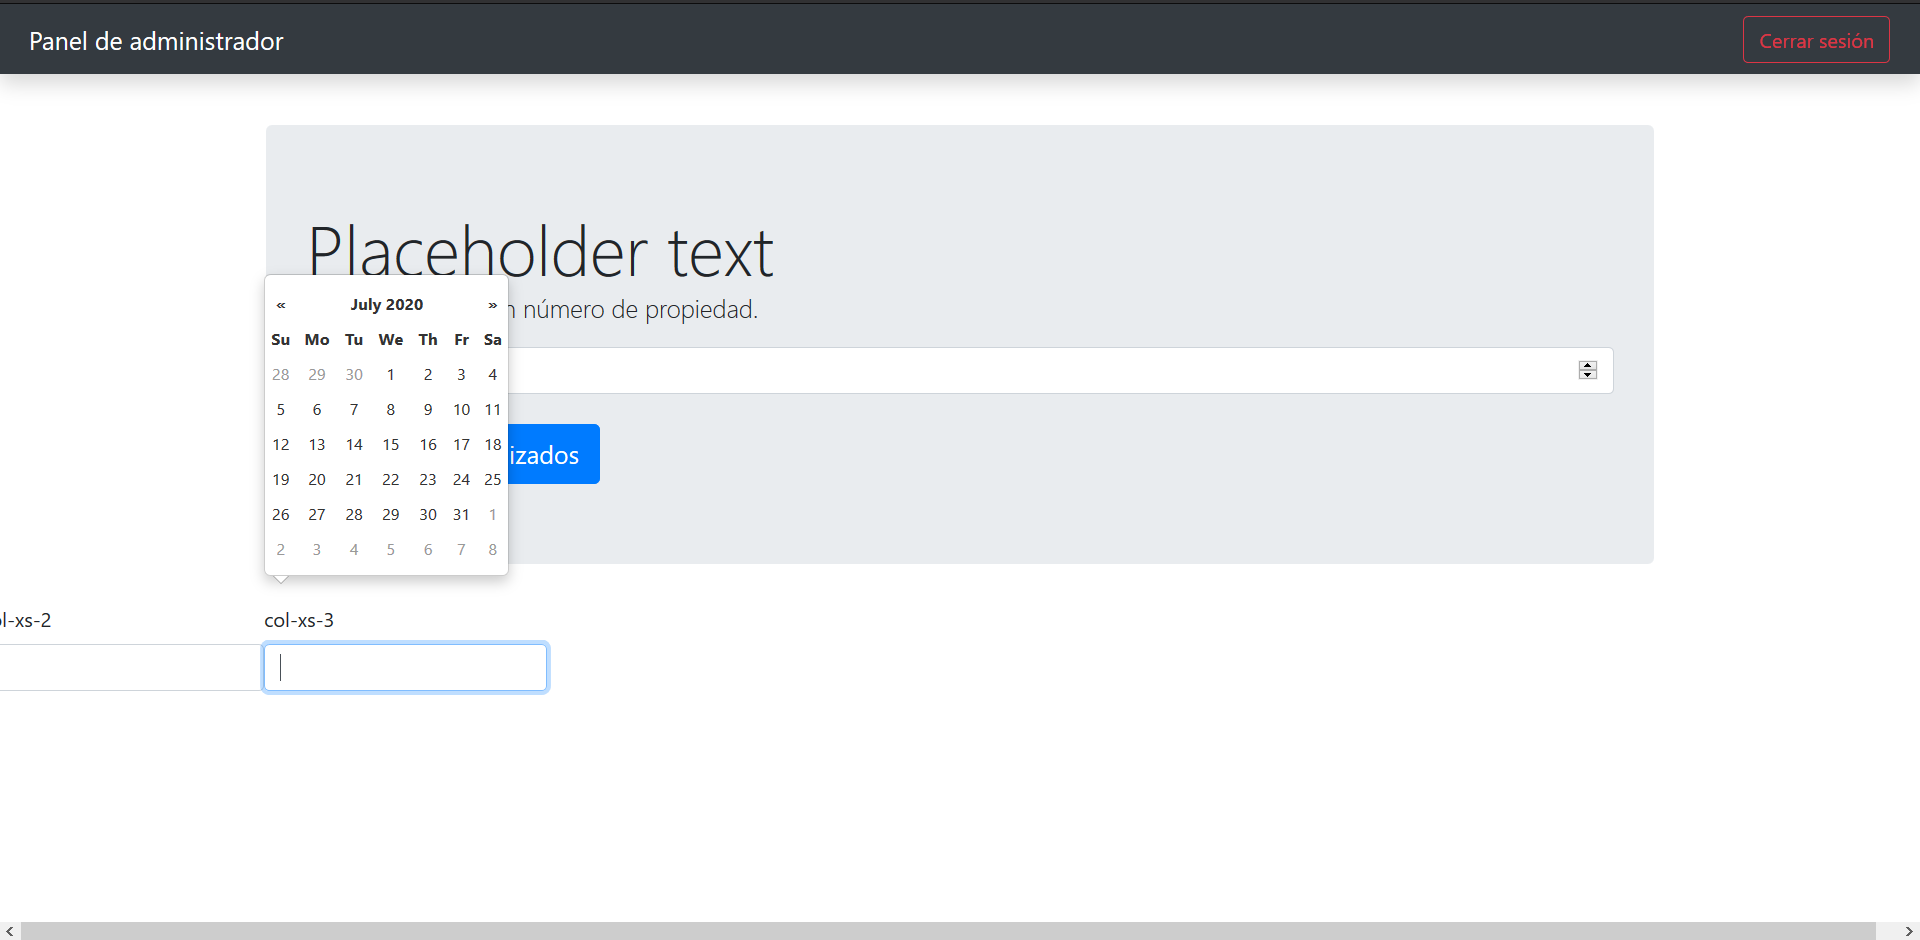 Panel de administrador
Cerrar sesión
Placeholder text
número de propiedad.
«
July 2020
»
Su Mo Tu We Th Fr Sa
28 29 30 1 2 3 4
5 6 7 8 9 10 11
12 13 14 15 16 17 18
19 20 21 22 23 24 25
26 27 28 29 30 31 1
2 3 4 5 6 7 8
izados
l-xs-2
col-xs-3